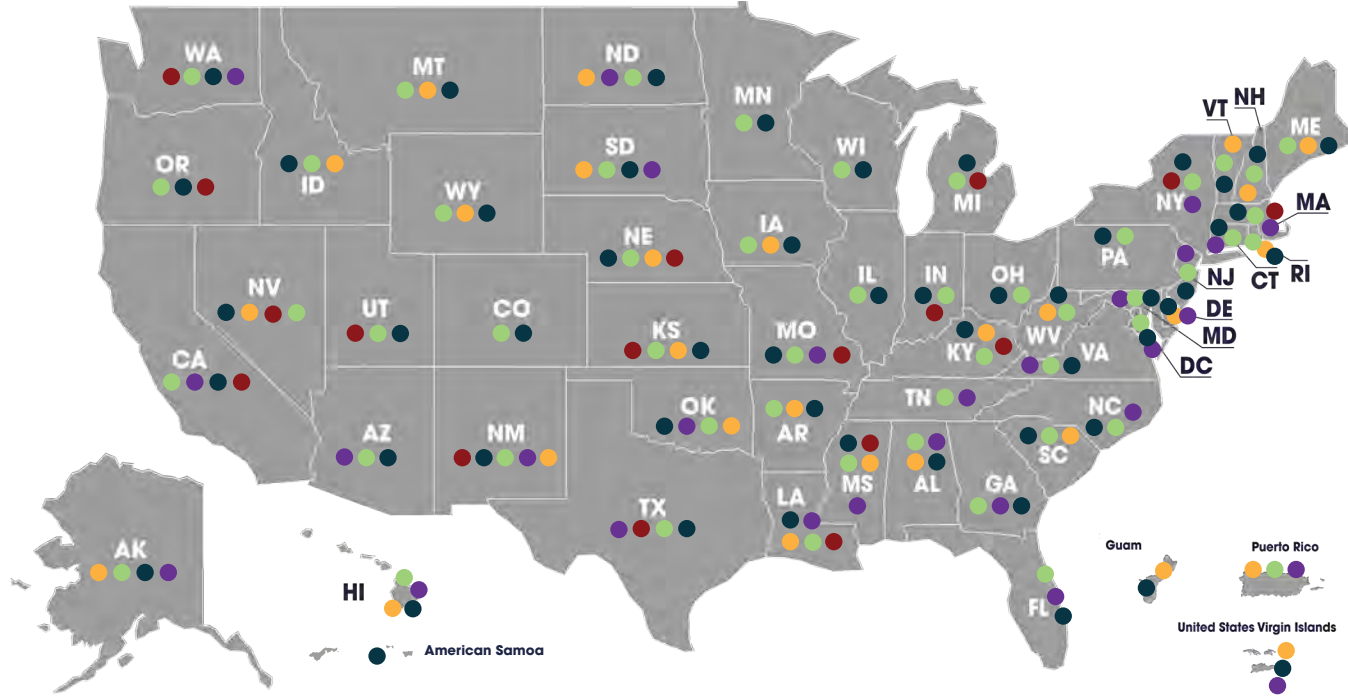 WA
MT
ND
MN
VT
NH
ME
OR
ID
SD
WI
MI
NY
MA
WY
NE
IA
PA
NV
UT
CO
IL
IN
OH
NJ
CT
RI
DE
MD
DC
CA
KS
MO
KY
WV
VA
TN
NC
AZ
NM
OK
AR
SC
MS
AL
GA
TX
LA
AK
HI
FL
American Samoa
Guam
Puerto Rico
United States Virgin Islands